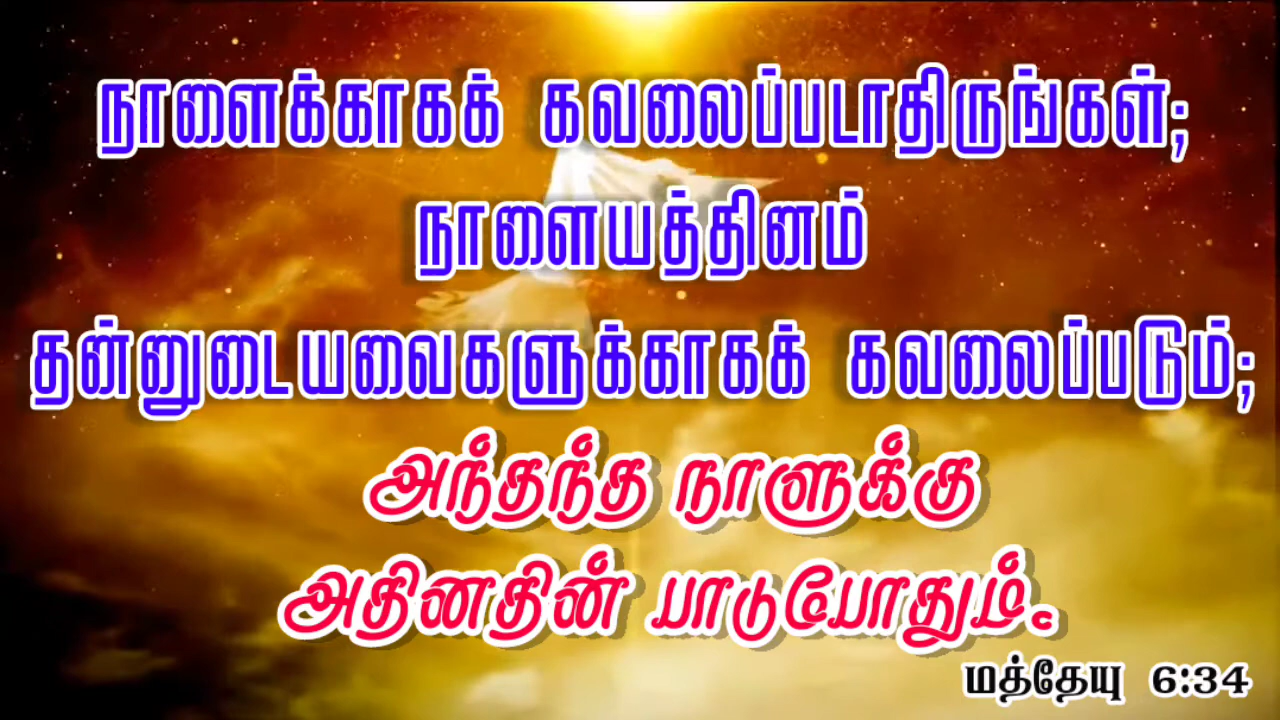 நாளைக்காகக் கவலைப்படாதிருங்கள்;
நாளையத்தினம்
தன்னுடையவைகளுக்காகக் கவலைப்படும்;
அந்தந்த நாளுக்கு
அதினதின் பாடுபோதும்.
மத்தேயு 6:34